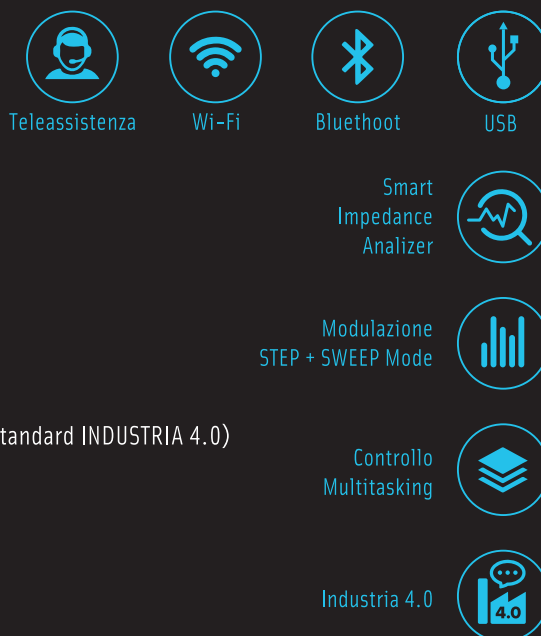 Teleassistenza Wi-Fi Bluethoot USB
Smart
Impedance
Analizer
Modulazione
STEP + SWEEP Mode
tandard INDUSTRIA 4.0)
Controllo
Multitasking
Industria 4.0
4.0